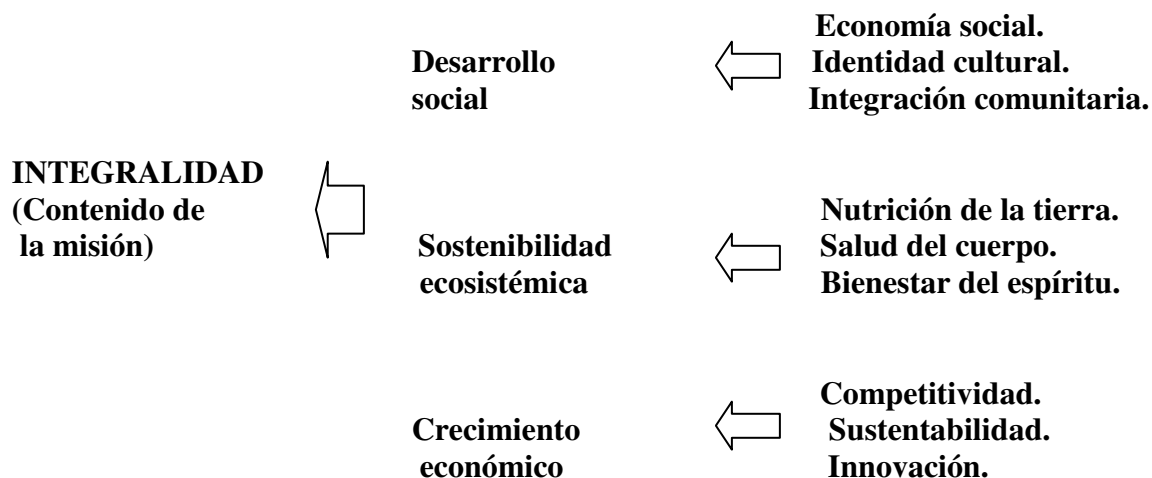 Economía social.
Desarrollo
Identidad cultural.
social
Integración comunitaria.
INTEGRALIDAD
(Contenido de
la misión)
Nutrición de la tierra.
Sostenibilidad
Salud del cuerpo.
ecosistémica
Bienestar del espíritu.
Competitividad.
Crecimiento
Sustentabilidad.
económico
Innovación.